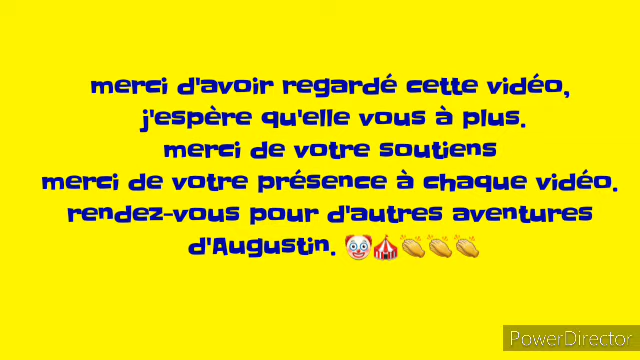 merci d'avoir regardé cette vidéo,
j'espère qu'elle vous à plus.
merci de votre soutiens
merci de votre présence à chaque vidéo.
rendez-vous pour d'autres aventures
d'Augustin. 🤡🎪👏👏👏
PowerDirector